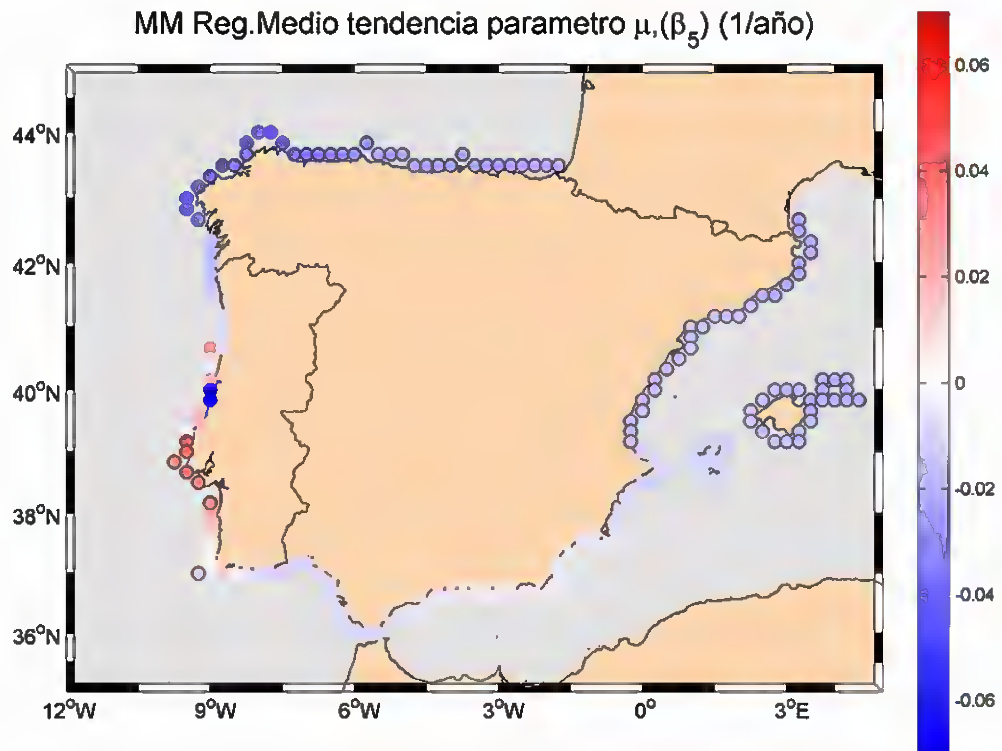 MM Reg.Medio tendencia parametro μ,(β₅) (1/año)
44°N
42°N
40°N
38°N
36°N
12°W
9°W
6°W
3°W
0°
3°E
0.06
0.04
0.02
0
-0.02
-0.04
-0.06